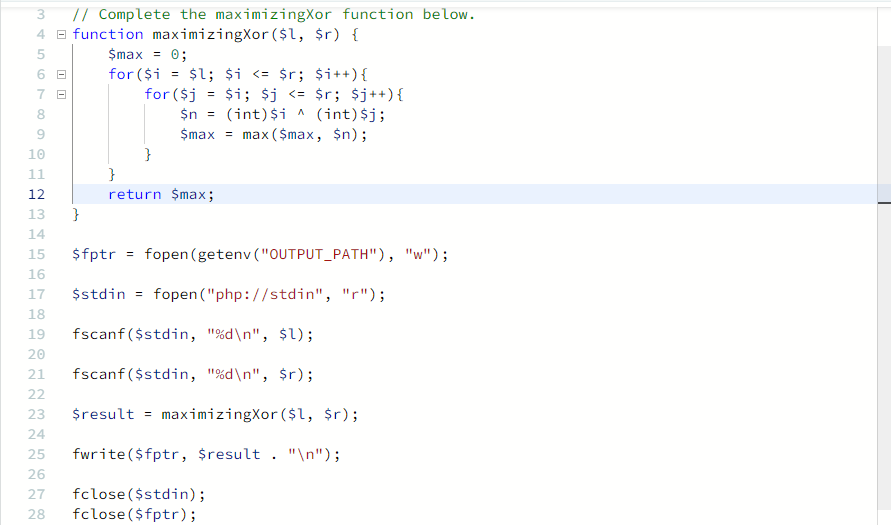 3 // Complete the maximizingXor function below.
4 function maximizingXor($l, $r) {
5 $max = 0;
6 for($i = $l; $i <= $r; $i++){
7 for($j = $i; $j <= $r; $j++){
8 $n = (int)$i ^ (int)$j;
9 $max = max($max, $n);
10 }
11 }
12 return $max;
13 }
14
15 $fptr = fopen(getenv("OUTPUT_PATH"), "w");
16
17 $stdin = fopen("php://stdin", "r");
18
19 fscanf($stdin, "%d\n", $l);
20
21 fscanf($stdin, "%d\n", $r);
22
23 $result = maximizingXor($l, $r);
24
25 fwrite($fptr, $result . "\n");
26
27 fclose($stdin);
28 fclose($fptr);